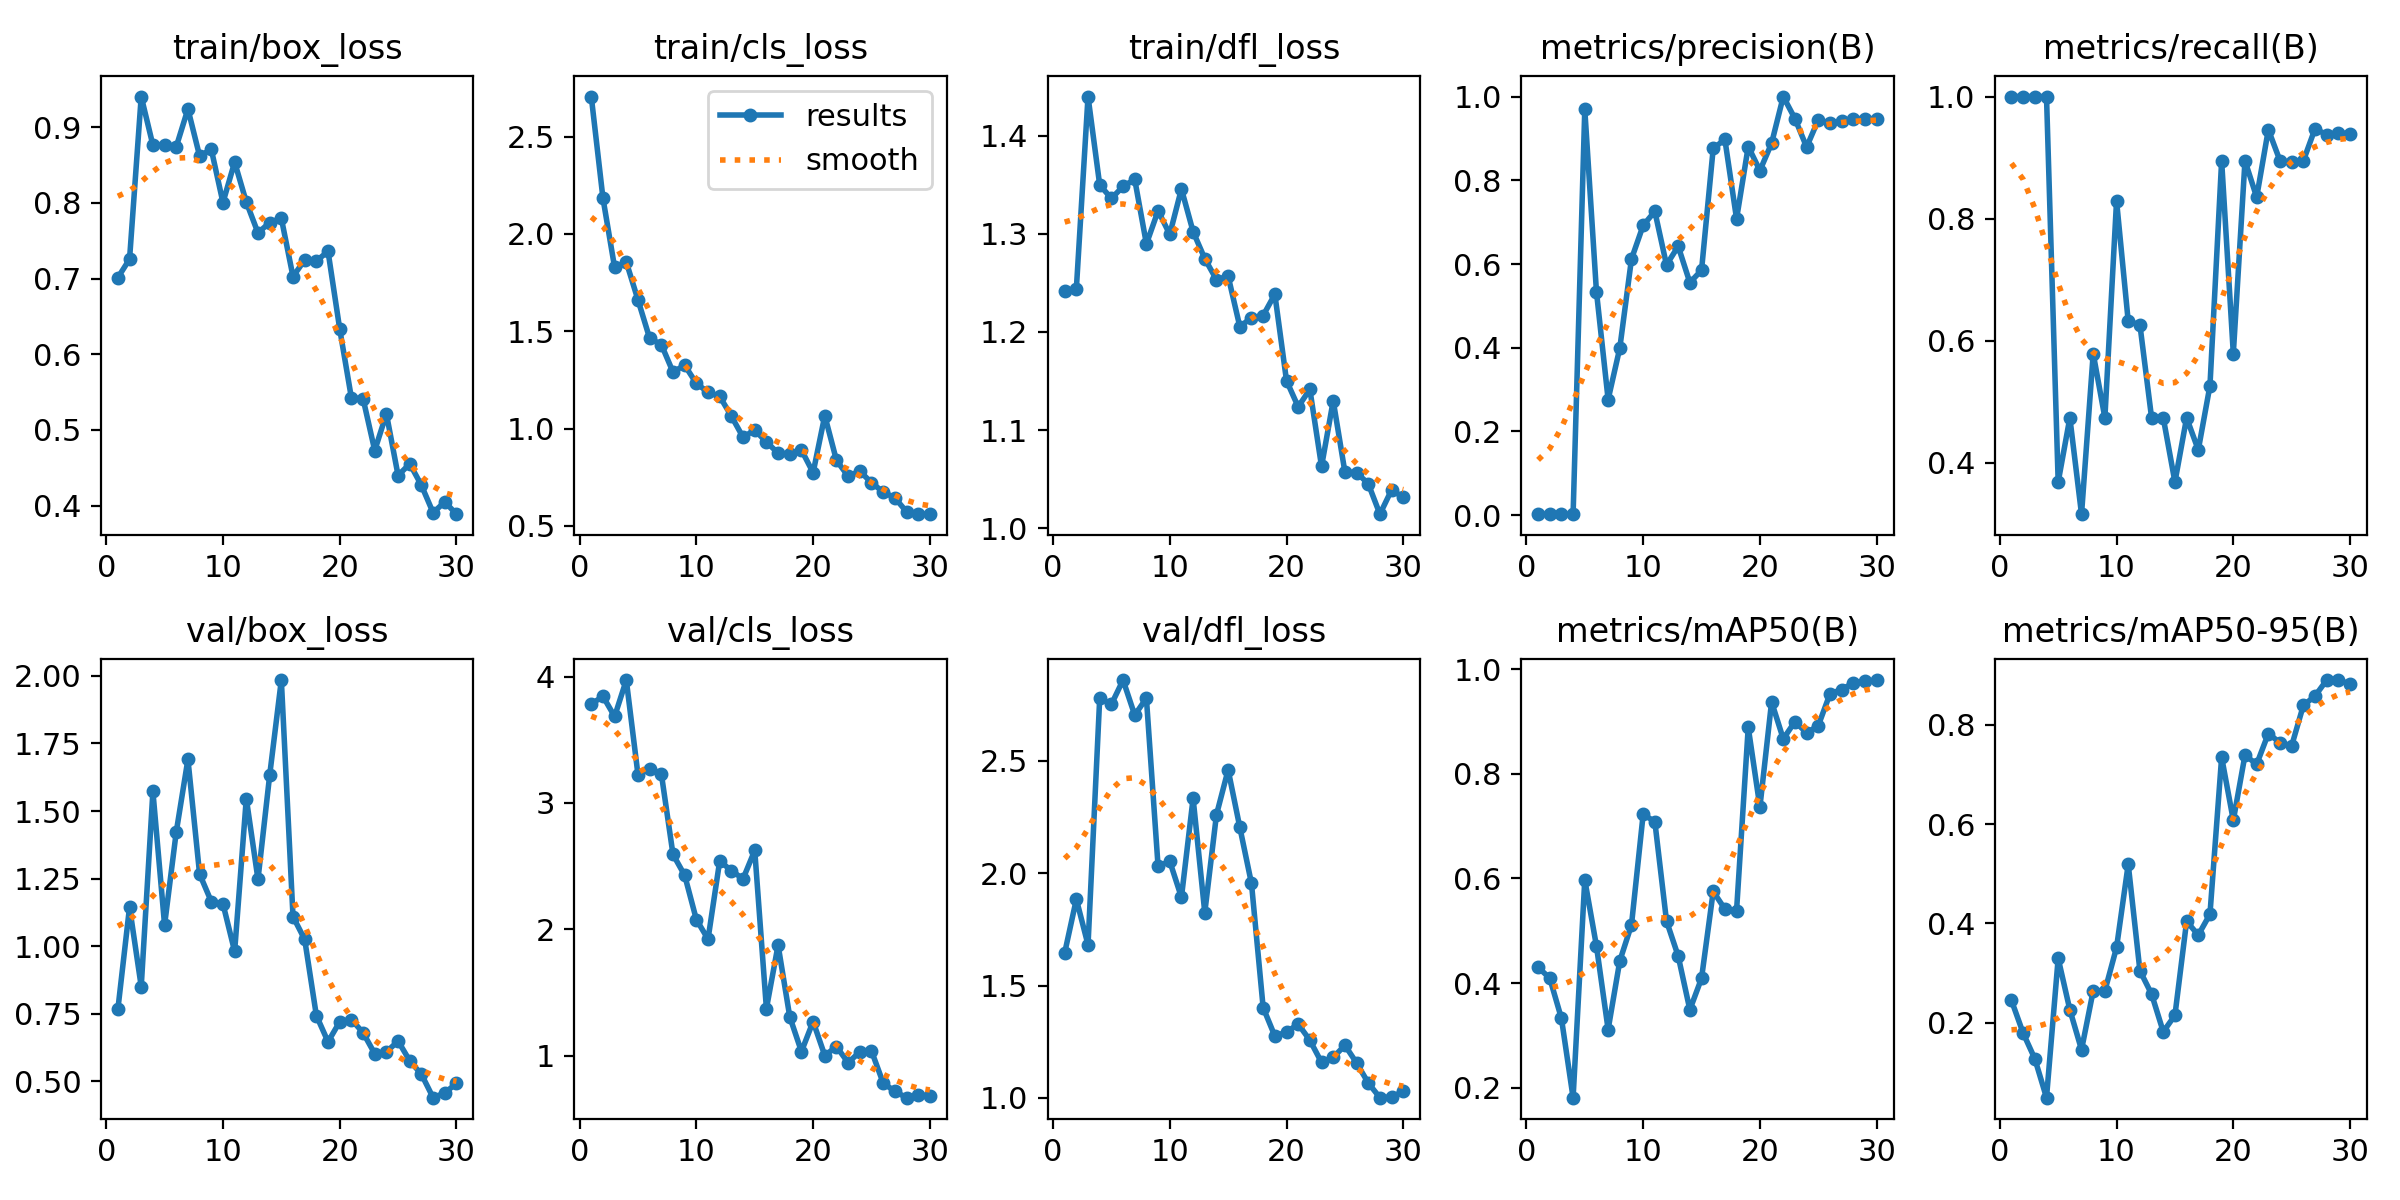 train/box_loss
0.9
0.8
0.7
0.6
0.5
0.4
0 10 20 30
train/cls_loss
results
smooth
2.5
2.0
1.5
1.0
0.5
0 10 20 30
train/dfl_loss
1.4
1.3
1.2
1.1
1.0
0 10 20 30
metrics/precision(B)
1.0
0.8
0.6
0.4
0.2
0.0
0 10 20 30
metrics/recall(B)
1.0
0.8
0.6
0.4
0 10 20 30
val/box_loss
2.00
1.75
1.50
1.25
1.00
0.75
0.50
0 10 20 30
val/cls_loss
4
3
2
1
0 10 20 30
val/dfl_loss
2.5
2.0
1.5
1.0
0 10 20 30
metrics/mAP50(B)
1.0
0.8
0.6
0.4
0.2
0 10 20 30
metrics/mAP50-95(B)
0.8
0.6
0.4
0.2
0 10 20 30